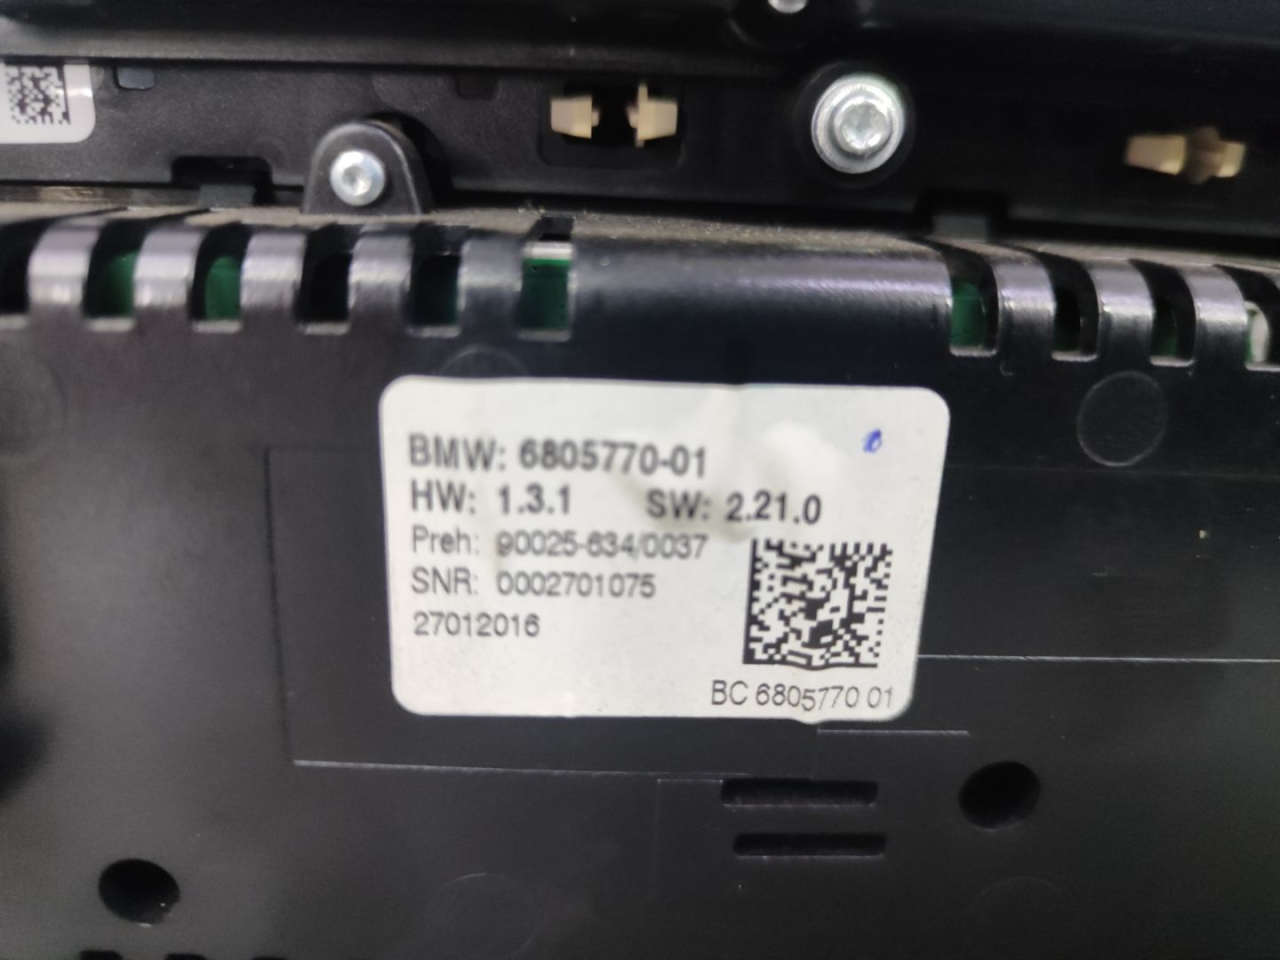 BMW: 6805770-01
HW: 1.3.1 SW: 2.21.0
Preh: 90025-634/0037
SNR: 0002701075
27012016
BC 6805770 01